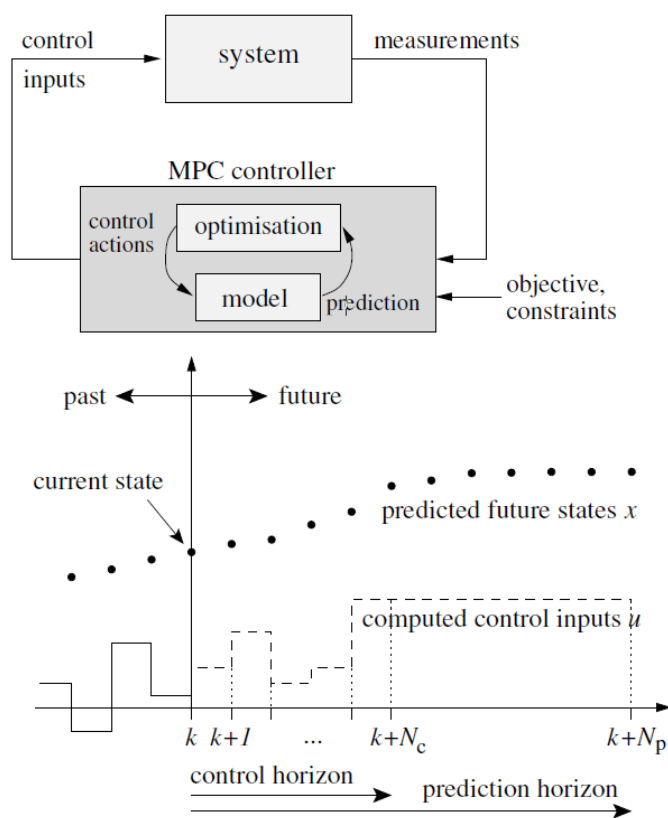 control
inputs
system
measurements
MPC controller
control
actions
optimisation
model
prediction
objective,
constraints
past
future
current state
predicted future states x
computed control inputs u
k k+1 ... k+Nc k+Np
control horizon
prediction horizon